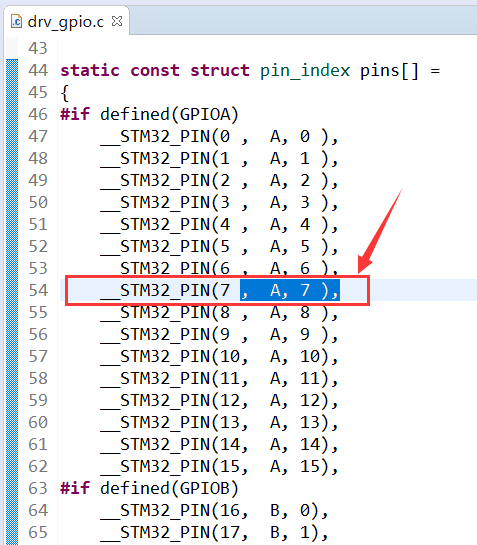 drv_gpio.c
43
44 static const struct pin_index pins[] =
45 {
46 #if defined(GPIOA)
47     __STM32_PIN(0 ,  A, 0 ),
48     __STM32_PIN(1 ,  A, 1 ),
49     __STM32_PIN(2 ,  A, 2 ),
50     __STM32_PIN(3 ,  A, 3 ),
51     __STM32_PIN(4 ,  A, 4 ),
52     __STM32_PIN(5 ,  A, 5 ),
53     __STM32_PIN(6 ,  A, 6 ),
54     __STM32_PIN(7 ,  A, 7 ),
55     __STM32_PIN(8 ,  A, 8 ),
56     __STM32_PIN(9 ,  A, 9 ),
57     __STM32_PIN(10,  A, 10),
58     __STM32_PIN(11,  A, 11),
59     __STM32_PIN(12,  A, 12),
60     __STM32_PIN(13,  A, 13),
61     __STM32_PIN(14,  A, 14),
62     __STM32_PIN(15,  A, 15),
63 #if defined(GPIOB)
64     __STM32_PIN(16,  B, 0),
65     __STM32_PIN(17,  B, 1),